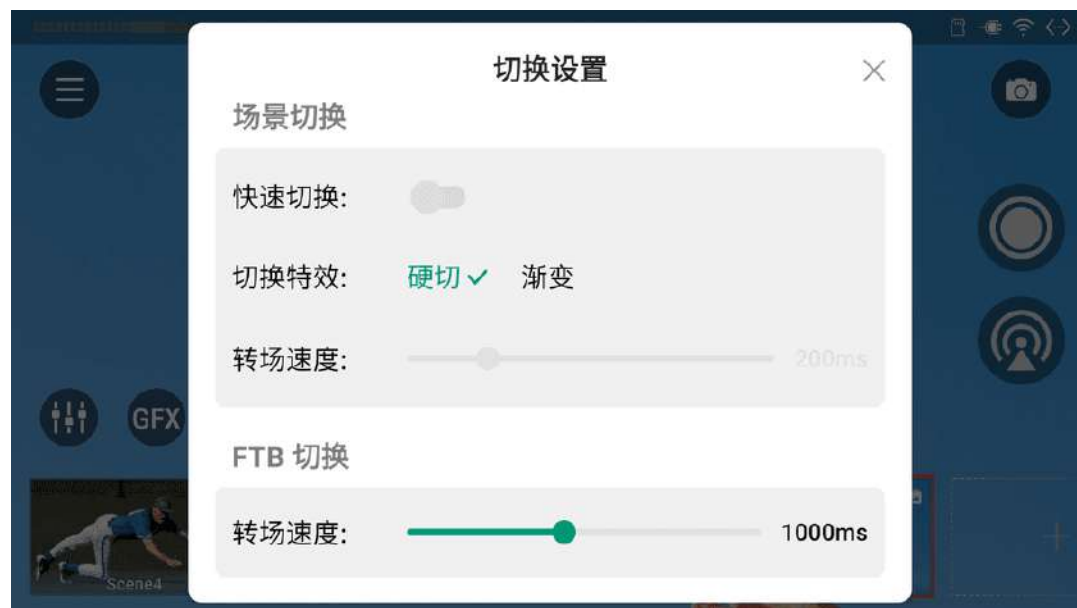 切换设置
场景切换
快速切换:
切换特效: 硬切 渐变
转场速度: 200ms
GFX
FTB 切换
转场速度: 1000ms
Scene4